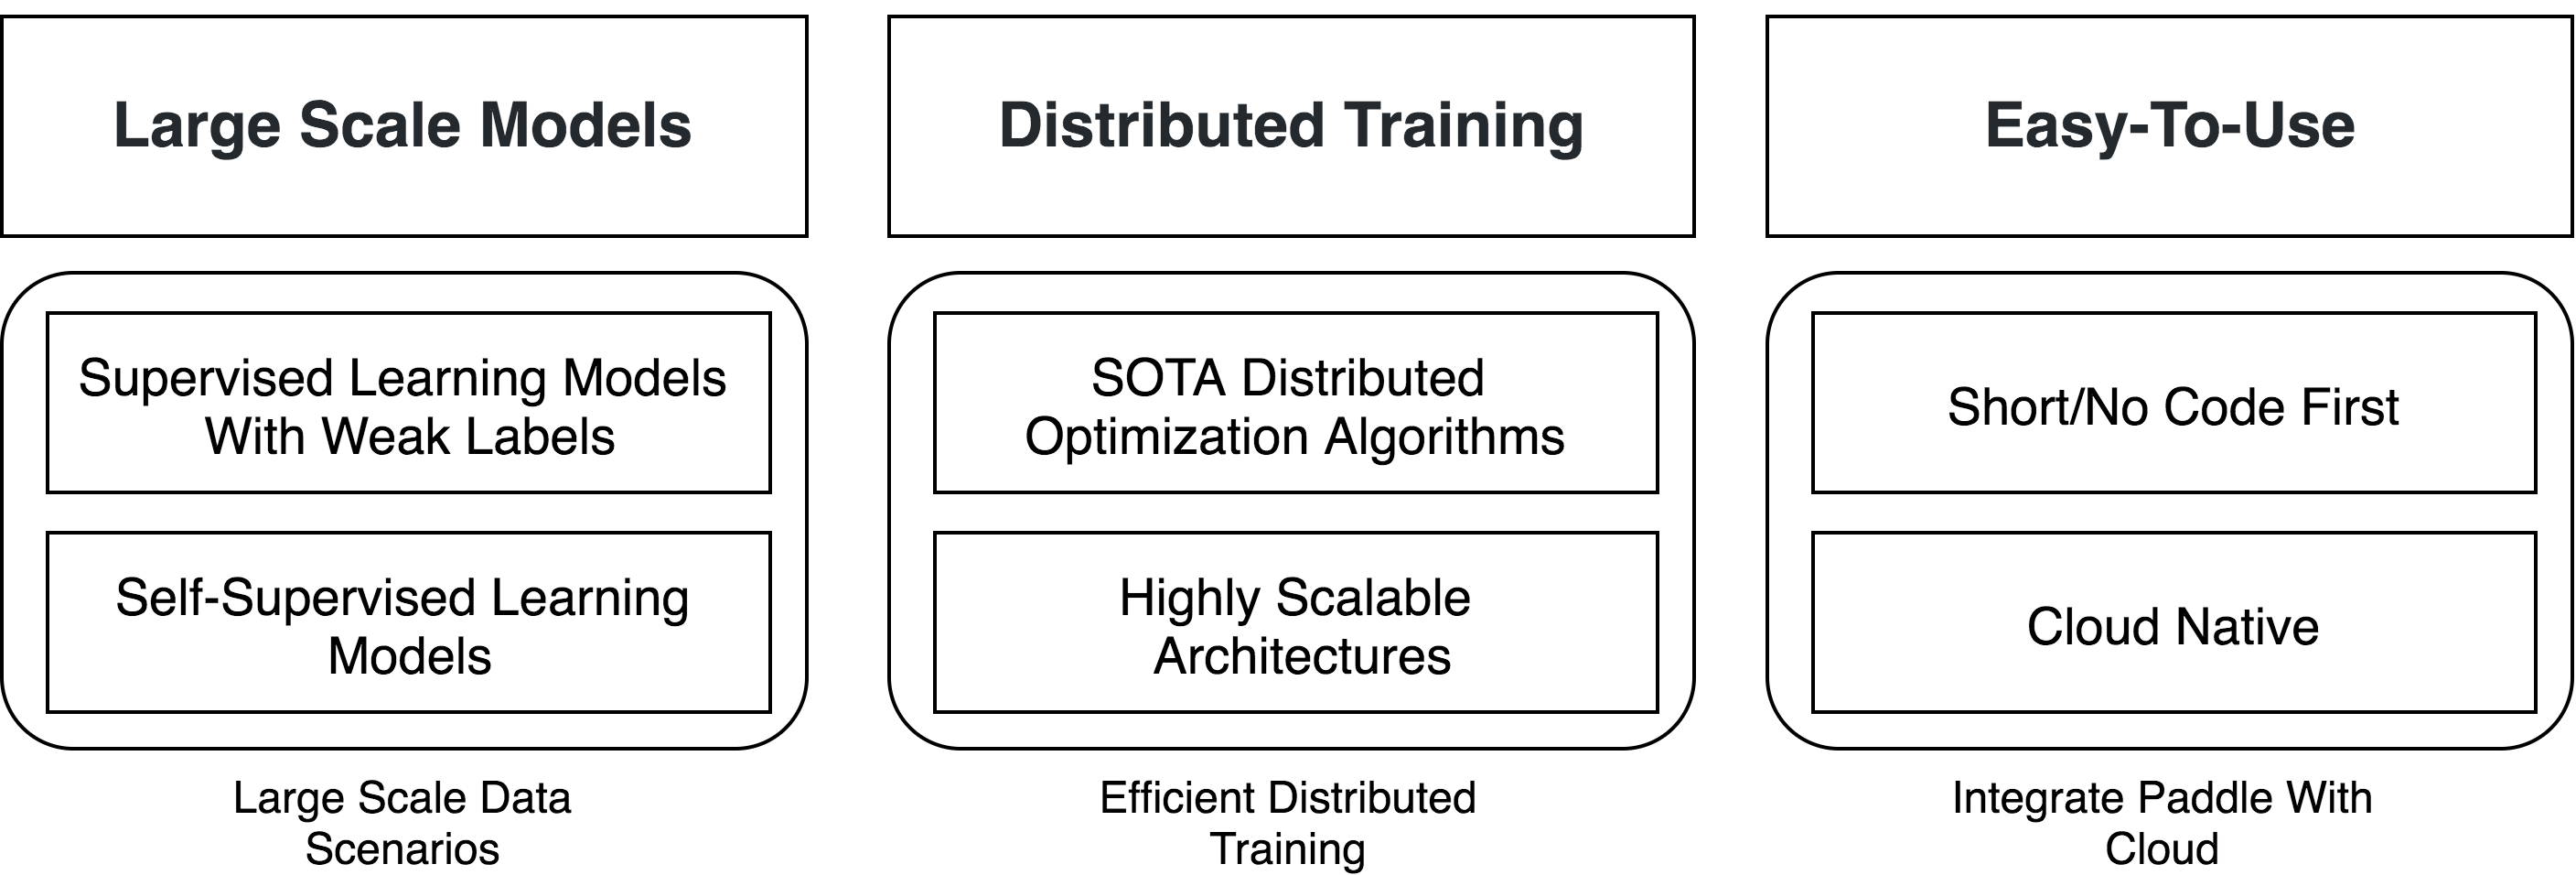 Large Scale Models
Distributed Training
Easy-To-Use
Supervised Learning Models
With Weak Labels
Self-Supervised Learning
Models
SOTA Distributed
Optimization Algorithms
Highly Scalable
Architectures
Short/No Code First
Cloud Native
Large Scale Data
Scenarios
Efficient Distributed
Training
Integrate Paddle With
Cloud